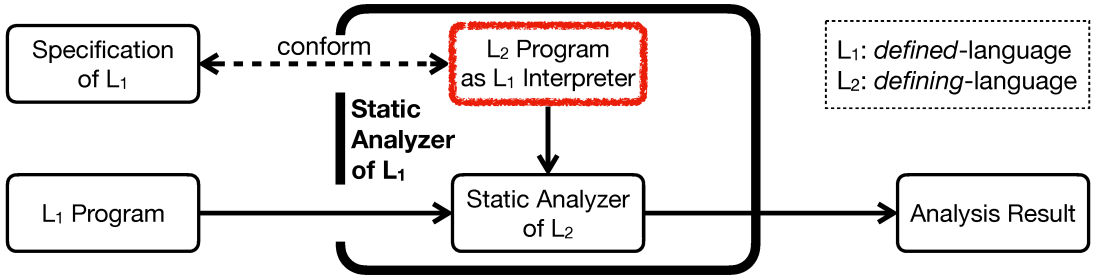 Specification
of L₁
conform
L₂ Program
as L₁ Interpreter
L₁: defined-language
L₂: defining-language
Static
Analyzer
of L₁
L₁ Program
Static Analyzer
of L₂
Analysis Result